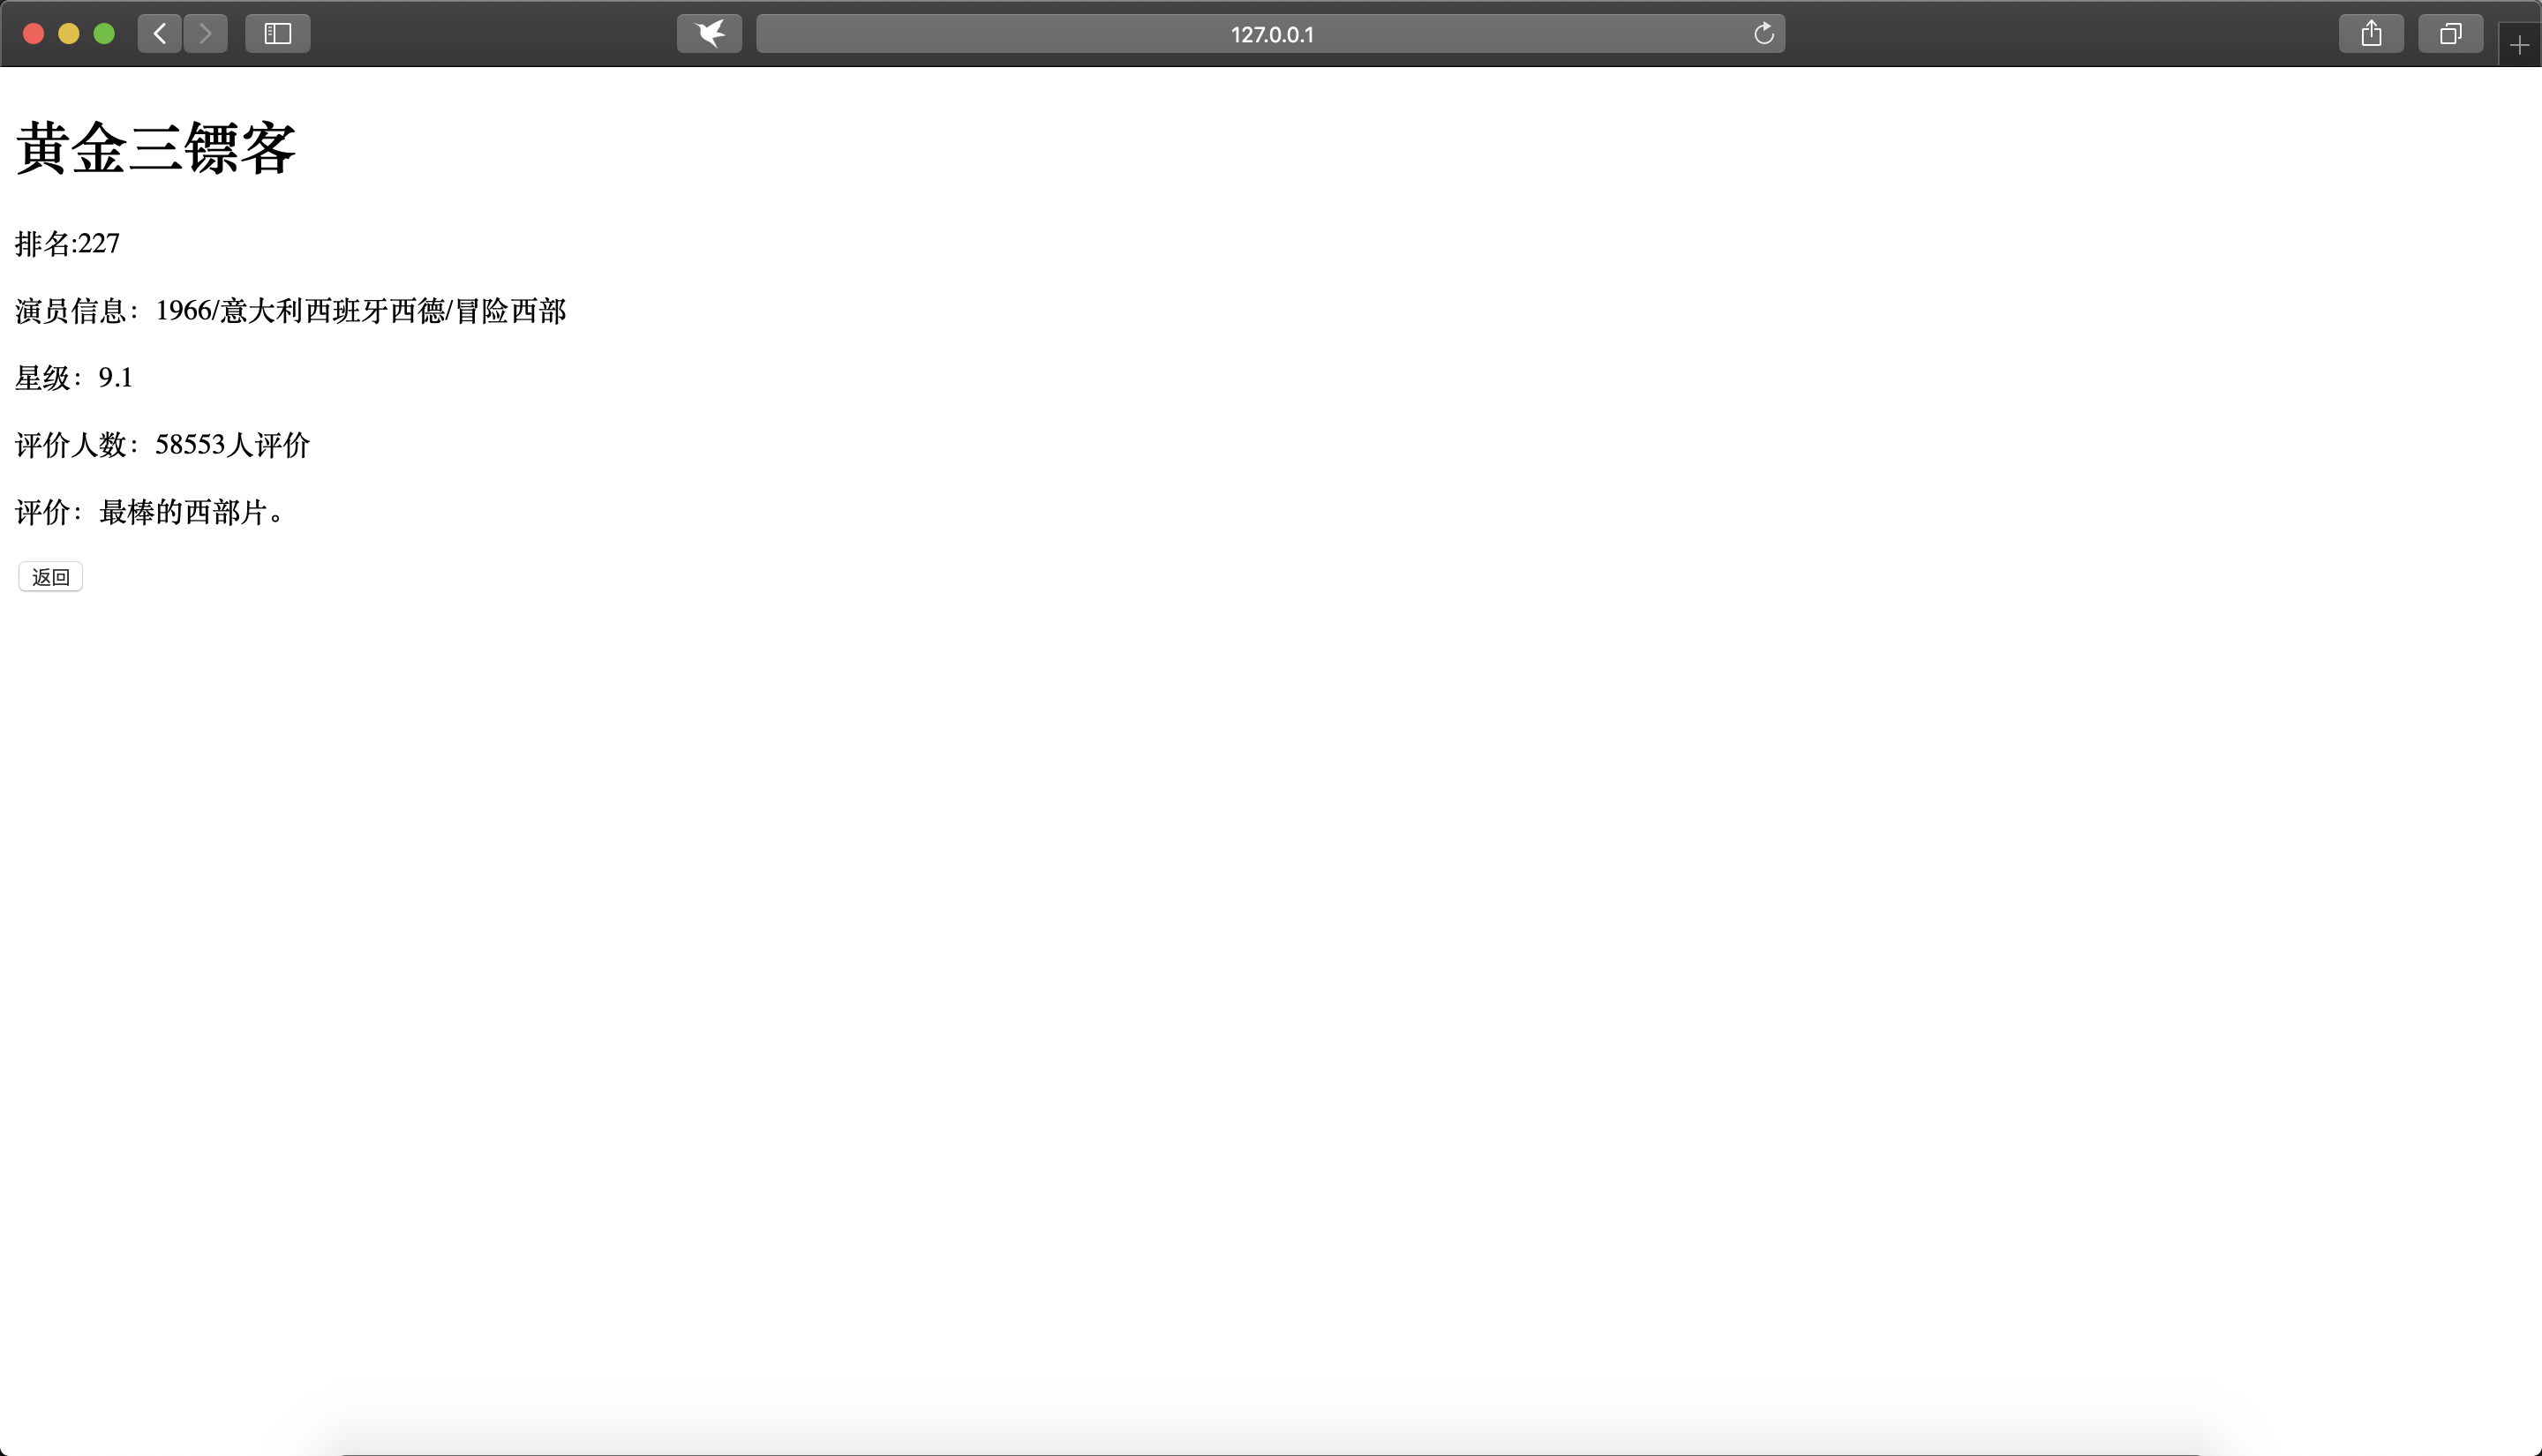 127.0.0.1
黄金三镖客
排名:227
演员信息：1966/意大利西班牙西德/冒险西部
星级：9.1
评价人数：58553人评价
评价：最棒的西部片。
返回